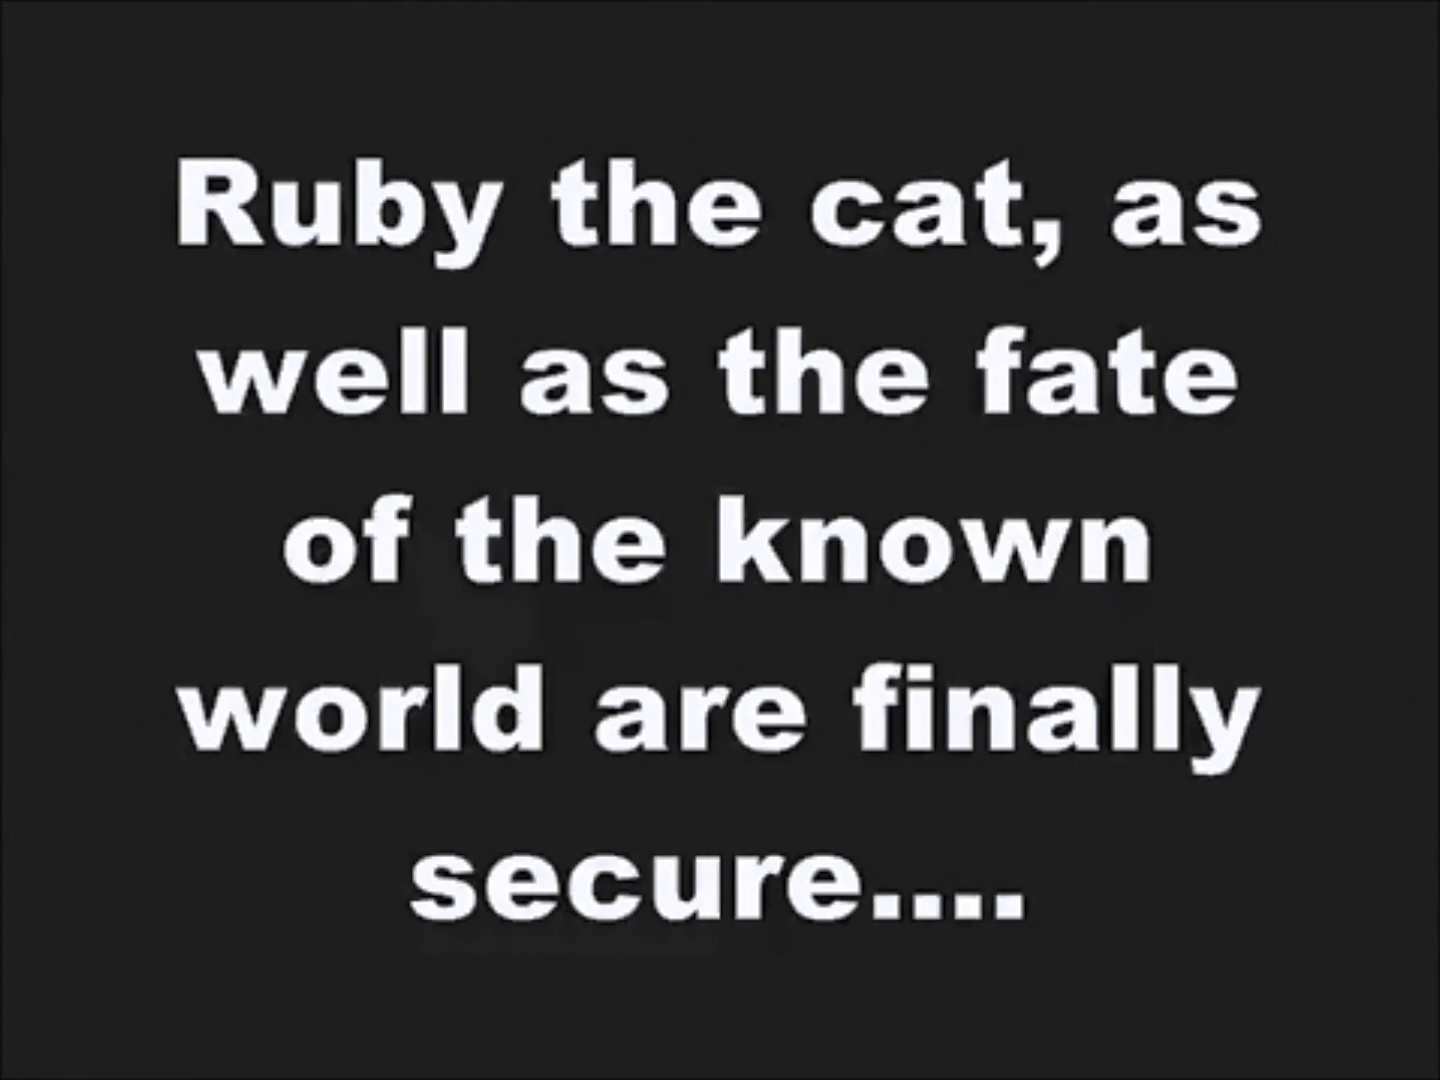 Ruby the cat, as
well as the fate
of the known
world are finally
secure....